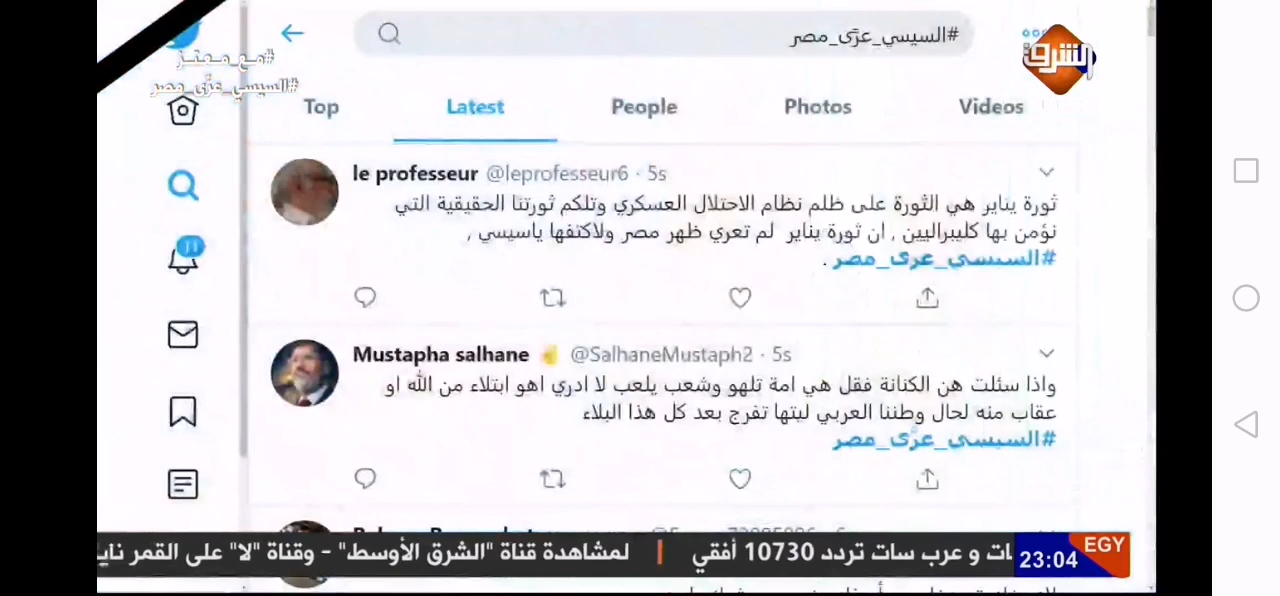 #السيسي_عرّى_مصر
الشرق
#مع_معتز
#السيسي_عرَّى_مصر
Top
Latest
People
Photos
Videos
le professeur @leprofesseur6 · 5s
ثورة يناير هي الثورة على ظلم نظام الاحتلال العسكري وتلكم ثورتنا الحقيقية التي
نؤمن بها كليبراليين , ان ثورة يناير لم تعري ظهر مصر ولاكتفها ياسيسي ,
#السيسي_عرى_مصر .
11
Mustapha salhane @SalhaneMustaph2 · 5s
واذا سئلت هن الكنانة فقل هي امة تلهو وشعب يلعب لا ادري اهو ابتلاء من الله او
عقاب منه لحال وطننا العربي ليتها تفرج بعد كل هذا البلاء
#السيسي_عرَّى_مصر
EGY
23:04
ات و عرب سات تردد 10730 أفقي | لمشاهدة قناة "الشرق الأوسط" - وقناة "لا" على القمر